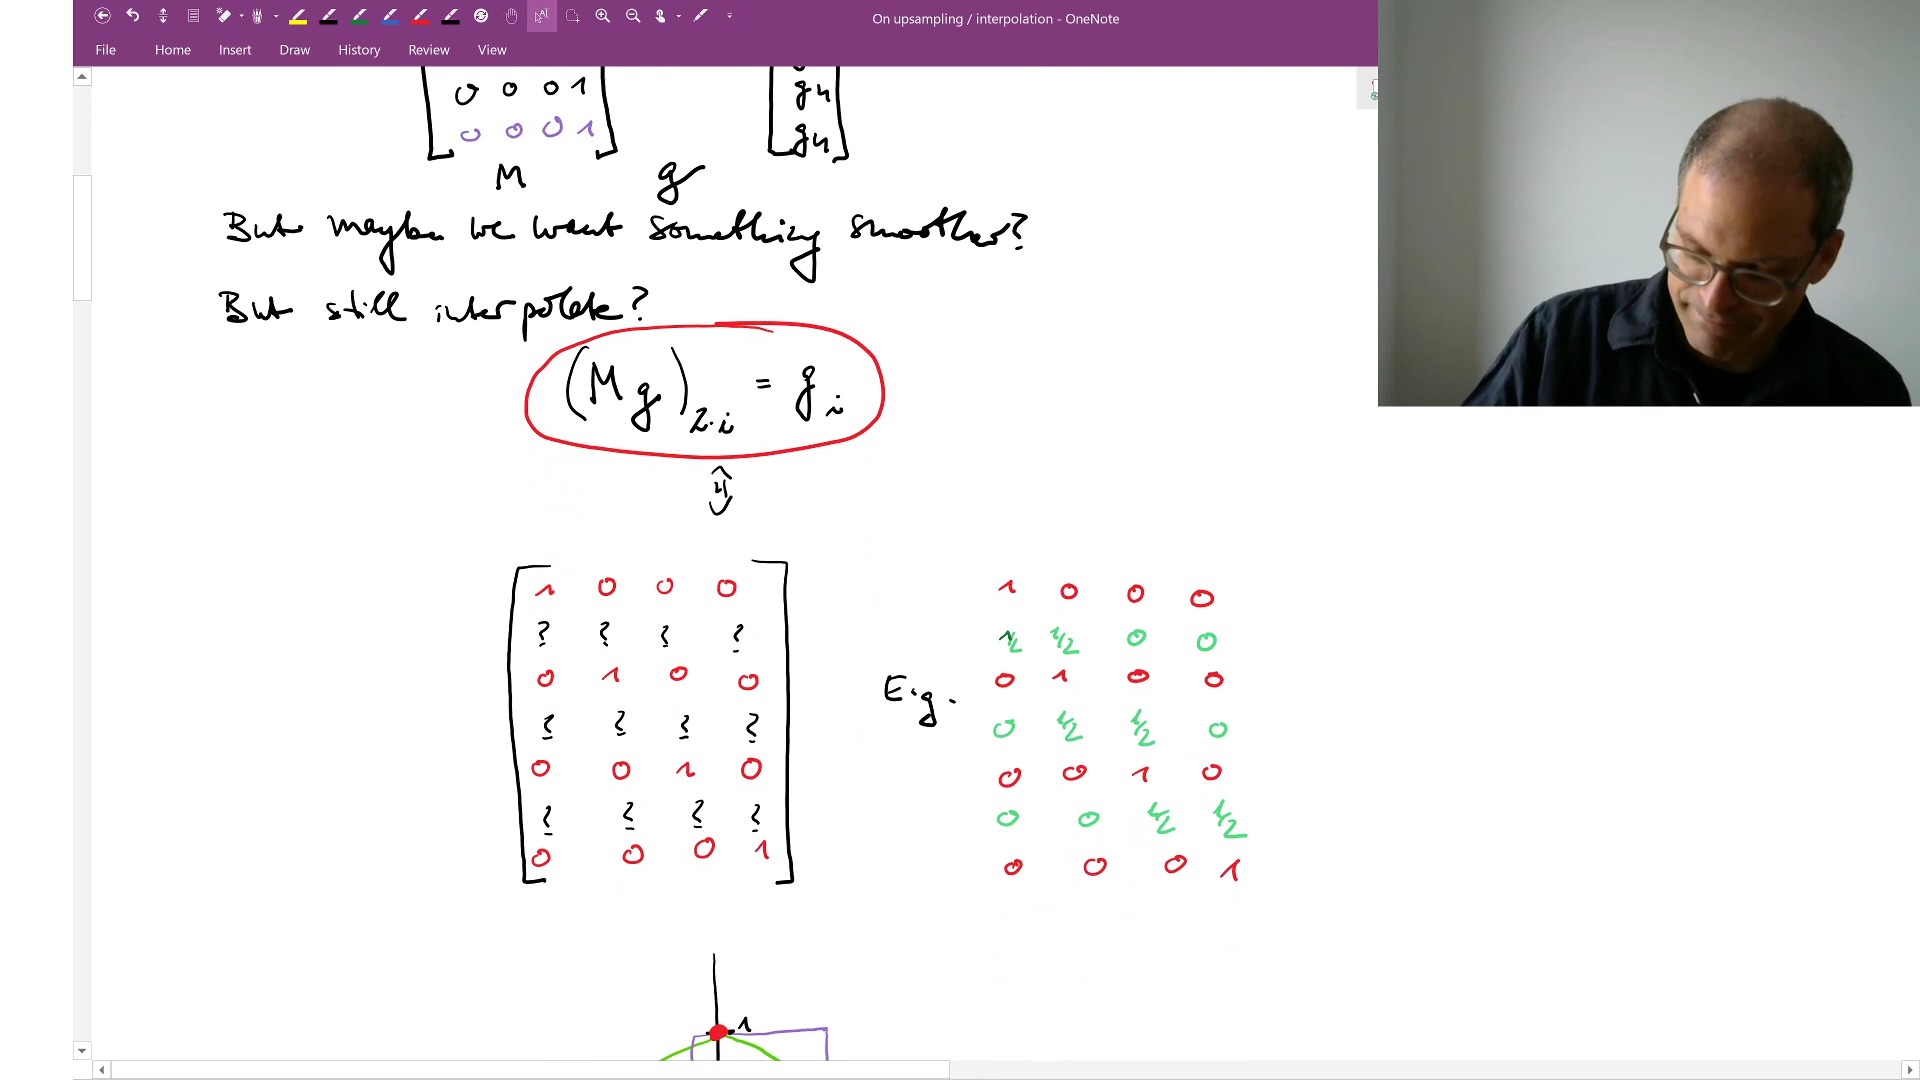 On upsampling / interpolation - OneNote
File Home Insert Draw History Review View
0 0 0 1
0 0 0 1
g4
g4
M g
But maybe we want something smoother?
But still interpolate?
(Mg)2·i = gi
1 0 0 0
? ? ? ?
0 1 0 0
? ? ? ?
0 0 1 0
? ? ? ?
0 0 0 1
E.g.
1 0 0 0
1/2 1/2 0 0
0 1 0 0
0 1/2 1/2 0
0 0 1 0
0 0 1/2 1/2
0 0 0 1
1